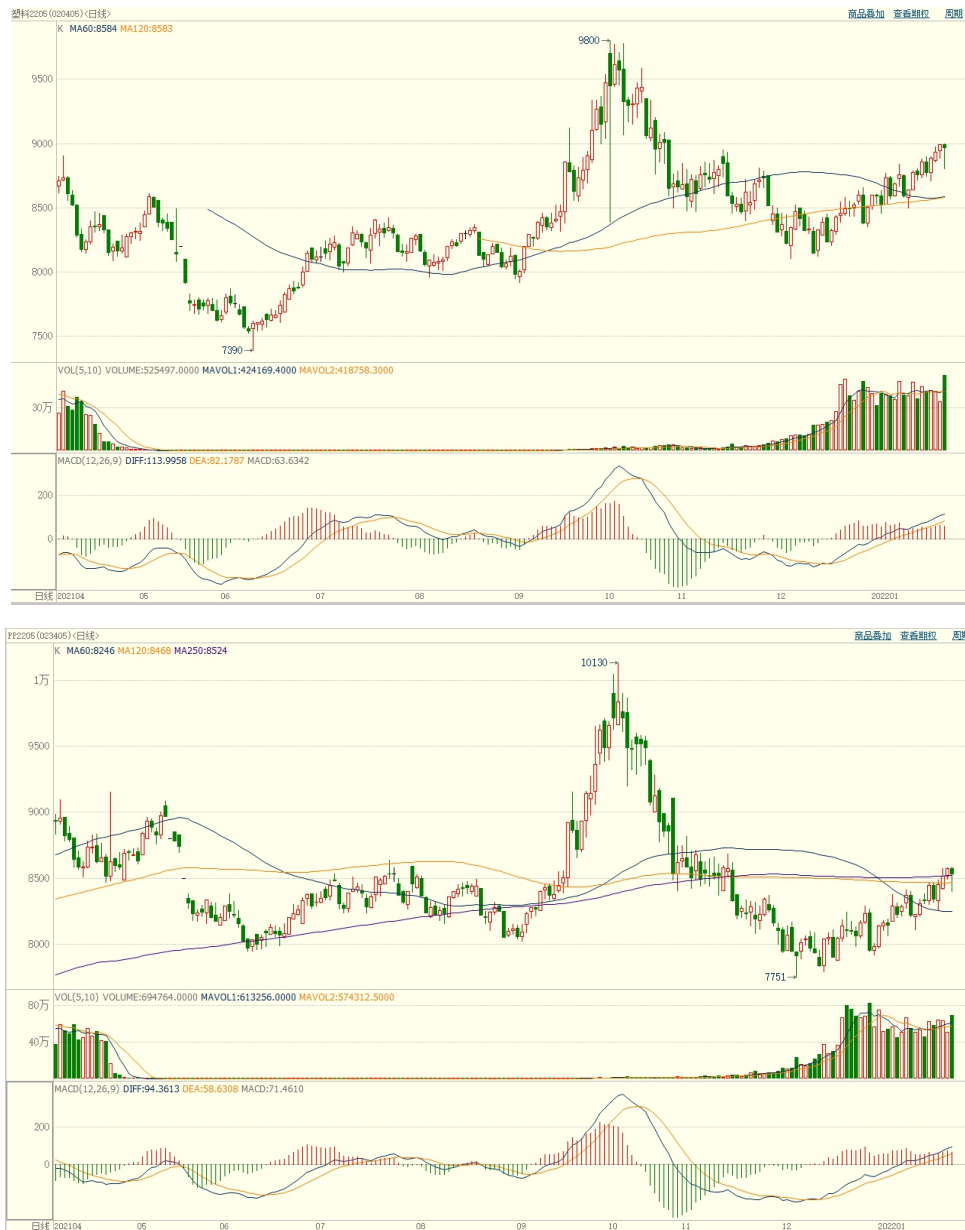 塑料2205(020405)<日线> 商品叠加 查看期权 周期
K MA60:8584 MA120:8583
9800→
9500
9000
8500
8000
7500
7390→
VOL(5,10) VOLUME:525497.0000 MAVOL1:424169.4000 MAVOL2:418758.3000
30万
MACD(12,26,9) DIFF:113.9958 DEA:82.1787 MACD:63.6342
200
0
日线 202104 05 06 07 08 09 10 11 12 202201
PP2205(023405)<日线> 商品叠加 查看期权 周期
K MA60:8246 MA120:8468 MA250:8524
10130→
1万
9500
9000
8500
8000
7751→
VOL(5,10) VOLUME:694764.0000 MAVOL1:613256.0000 MAVOL2:574312.5000
80万
40万
MACD(12,26,9) DIFF:94.3613 DEA:58.6308 MACD:71.4610
200
0
日线 202104 05 06 07 08 09 10 11 12 202201